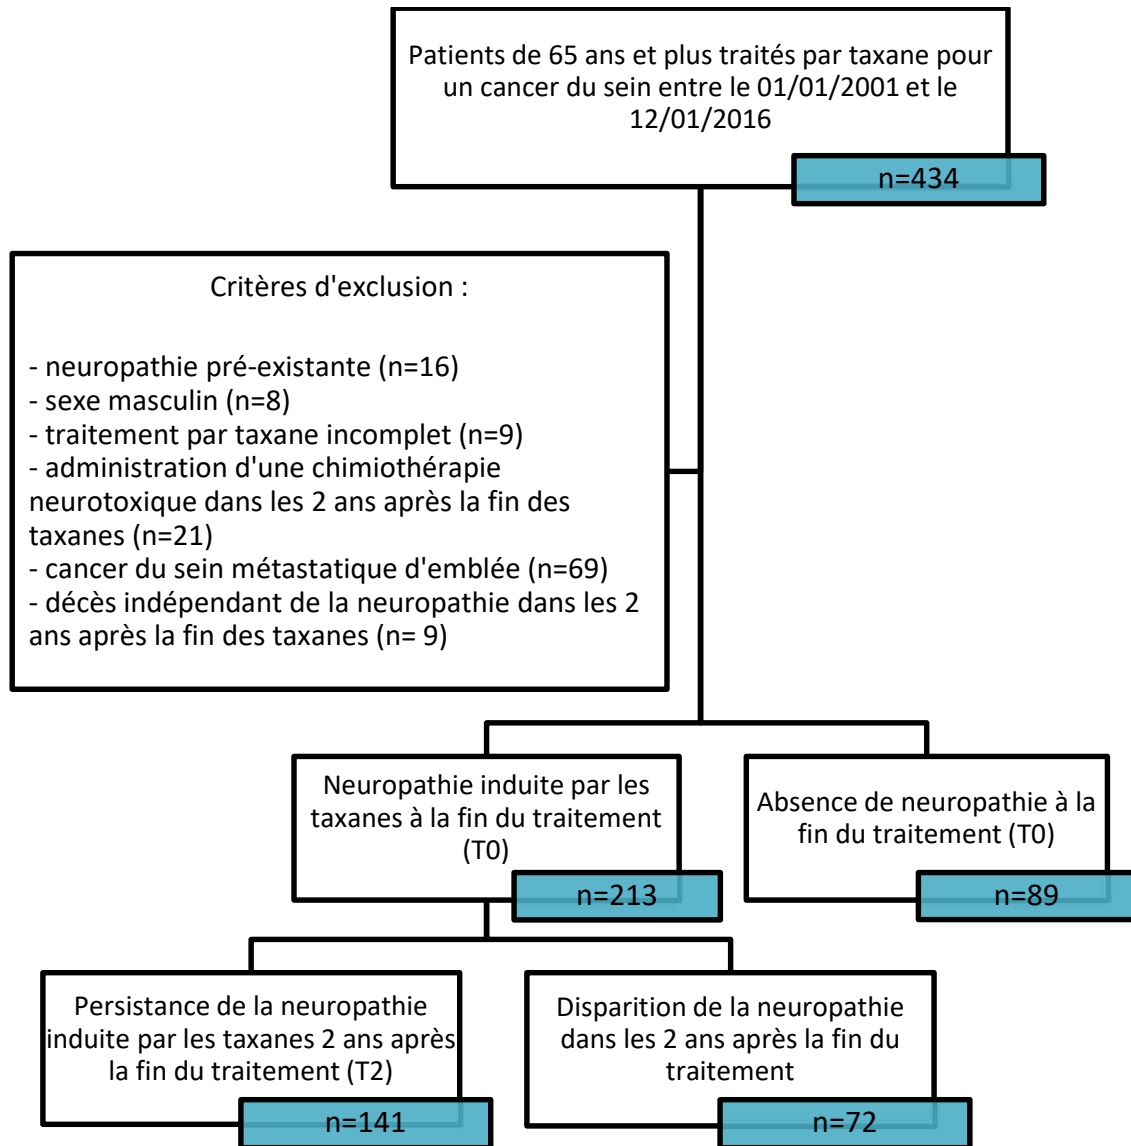 Patients de 65 ans et plus traités par taxane pour
un cancer du sein entre le 01/01/2001 et le
12/01/2016
n=434
Critères d'exclusion :
- neuropathie pré-existante (n=16)
- sexe masculin (n=8)
- traitement par taxane incomplet (n=9)
- administration d'une chimiothérapie
neurotoxique dans les 2 ans après la fin des
taxanes (n=21)
- cancer du sein métastatique d'emblée (n=69)
- décès indépendant de la neuropathie dans les 2
ans après la fin des taxanes (n= 9)
Neuropathie induite par les
taxanes à la fin du traitement
(T0)
n=213
Absence de neuropathie à la
fin du traitement (T0)
n=89
Persistance de la neuropathie
induite par les taxanes 2 ans après
la fin du traitement (T2)
n=141
Disparition de la neuropathie
dans les 2 ans après la fin du
traitement
n=72